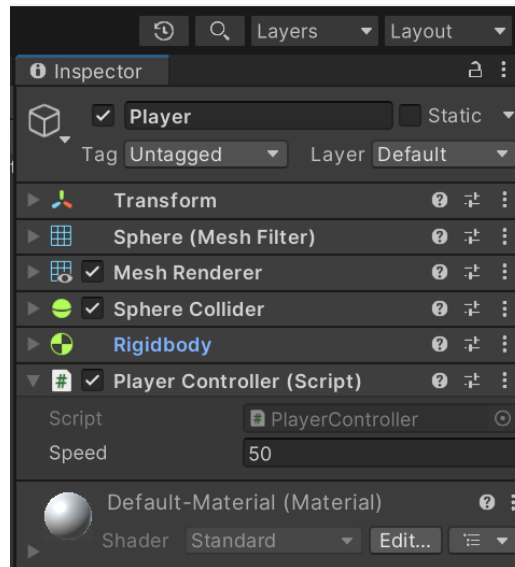 Layers Layout
Inspector
Player Static
Tag Untagged Layer Default
Transform
Sphere (Mesh Filter)
Mesh Renderer
Sphere Collider
Rigidbody
# Player Controller (Script)
Script # PlayerController
Speed 50
Default-Material (Material)
Shader Standard Edit...